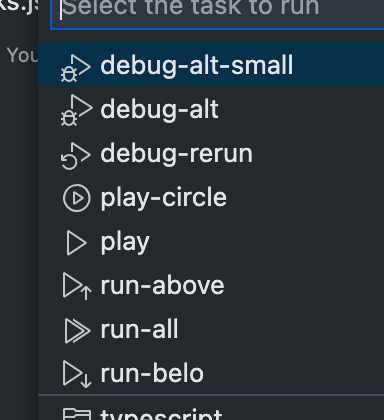 ks.js
Select the task to run
You
debug-alt-small
debug-alt
debug-rerun
play-circle
play
run-above
run-all
run-belo
typescript